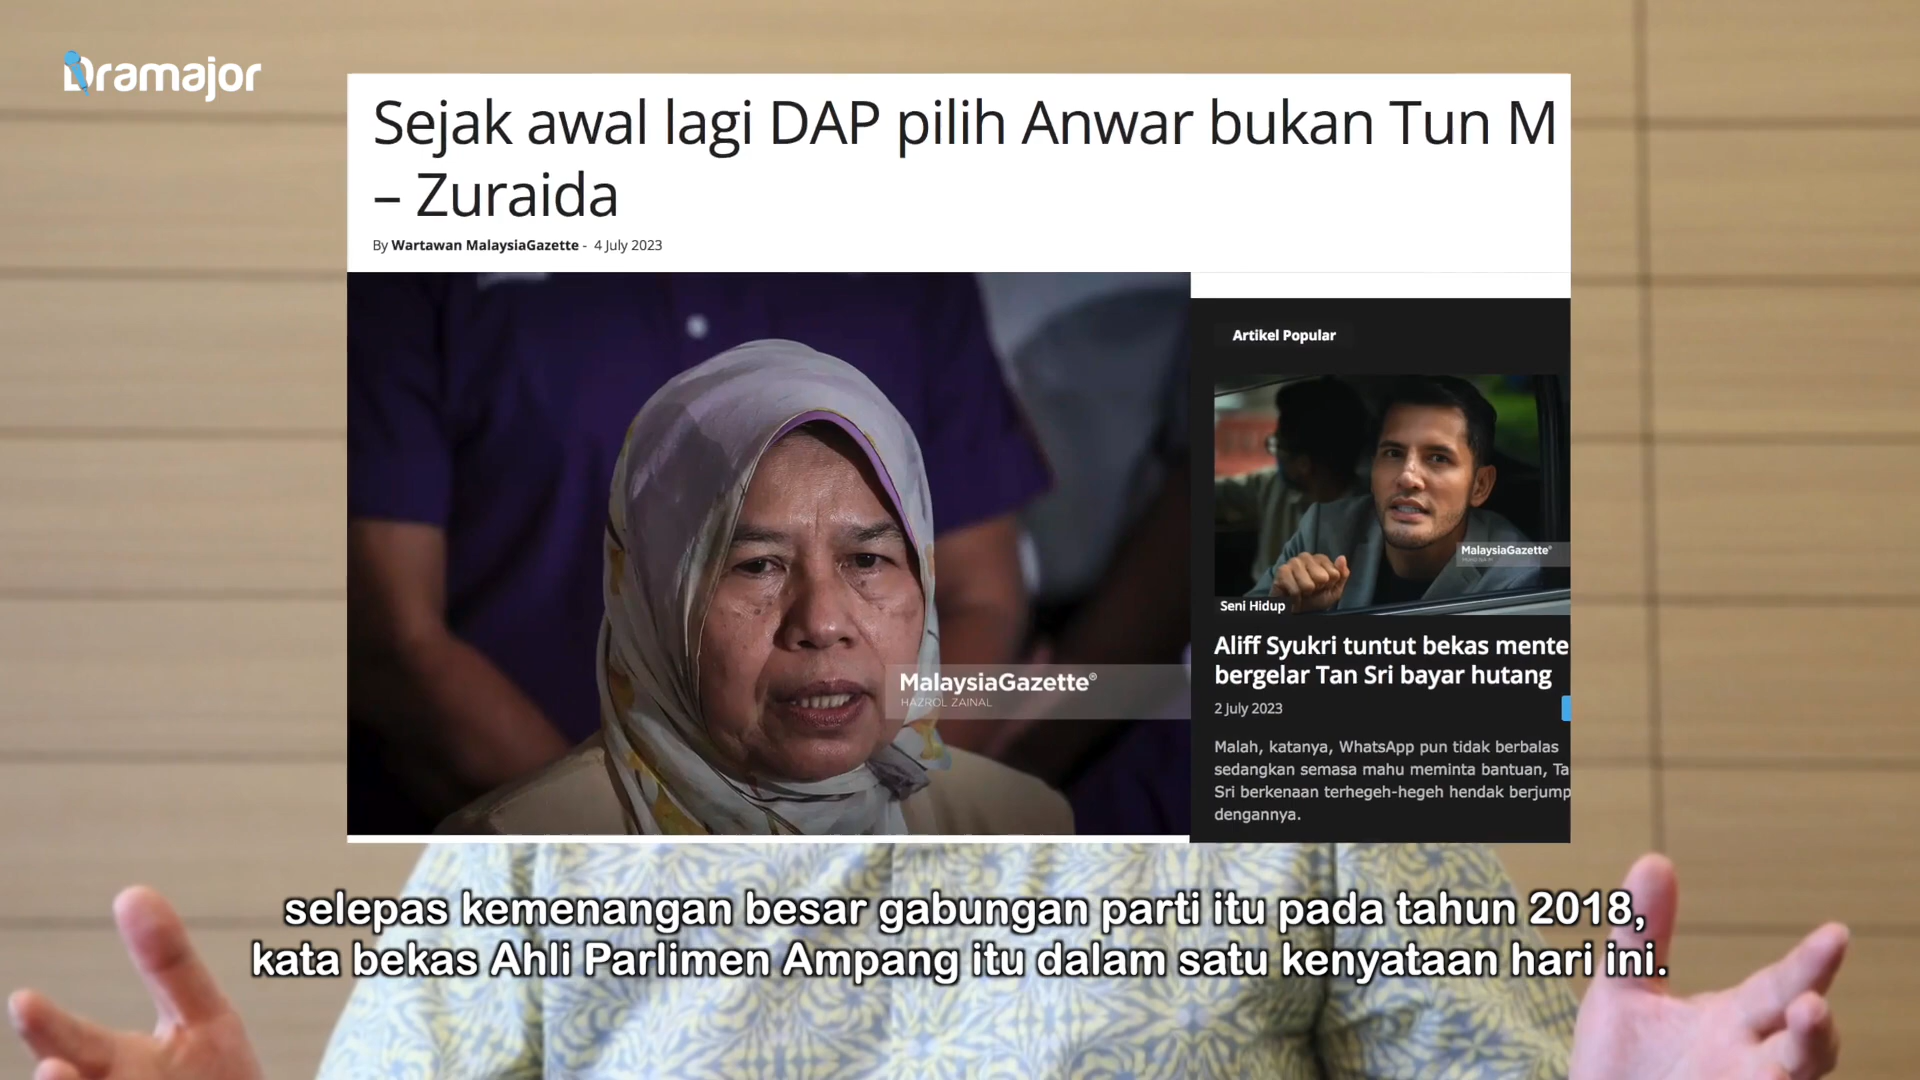 Dramajor
Sejak awal lagi DAP pilih Anwar bukan Tun M
– Zuraida
By Wartawan MalaysiaGazette - 4 July 2023
Artikel Popular
MalaysiaGazette®
Seni Hidup
Aliff Syukri tuntut bekas mente
bergelar Tan Sri bayar hutang
MalaysiaGazette®
HAZROL ZAINAL
2 July 2023
Malah, katanya, WhatsApp pun tidak berbalas
sedangkan semasa mahu meminta bantuan, Ta
Sri berkenaan terhegeh-hegeh hendak berjump
dengannya.
selepas kemenangan besar gabungan parti itu pada tahun 2018,
kata bekas Ahli Parlimen Ampang itu dalam satu kenyataan hari ini.